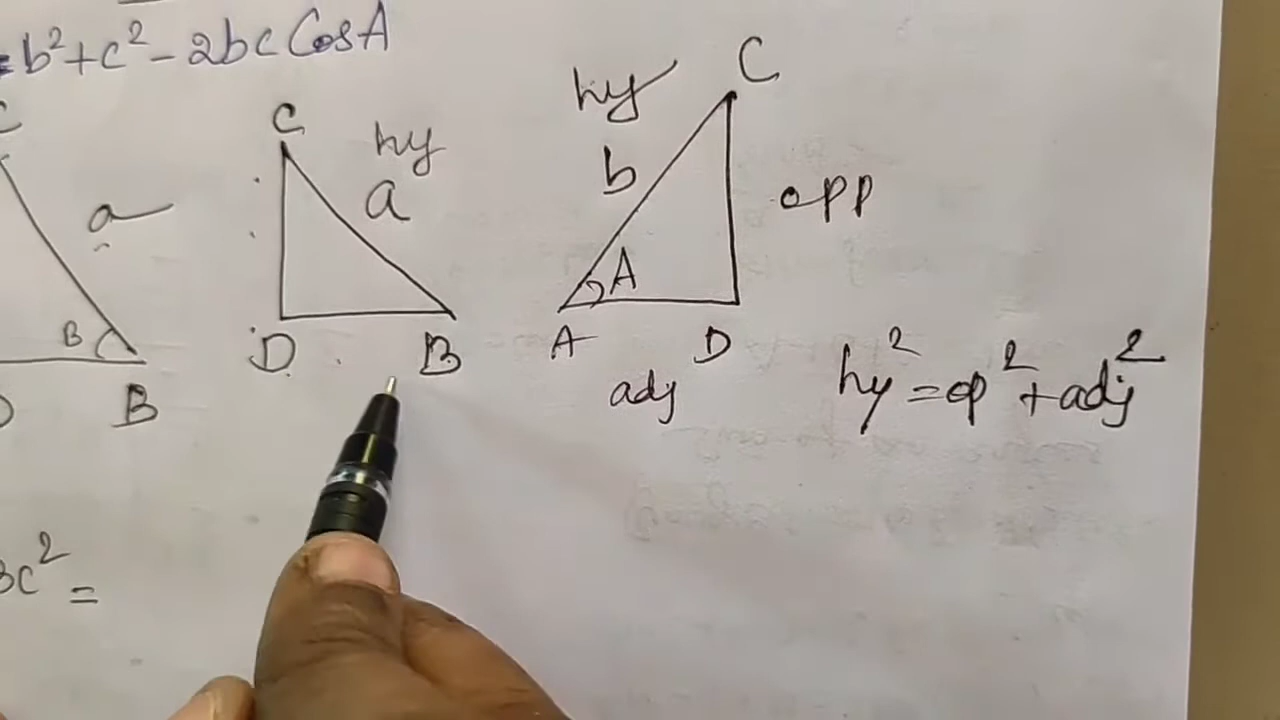 = b² + c² - 2bc CosA
C
C
hy
a
hy
C
b
a
opp
A
B
D
B
A
D
B
adj
hy² = op² + adj²
BC² =